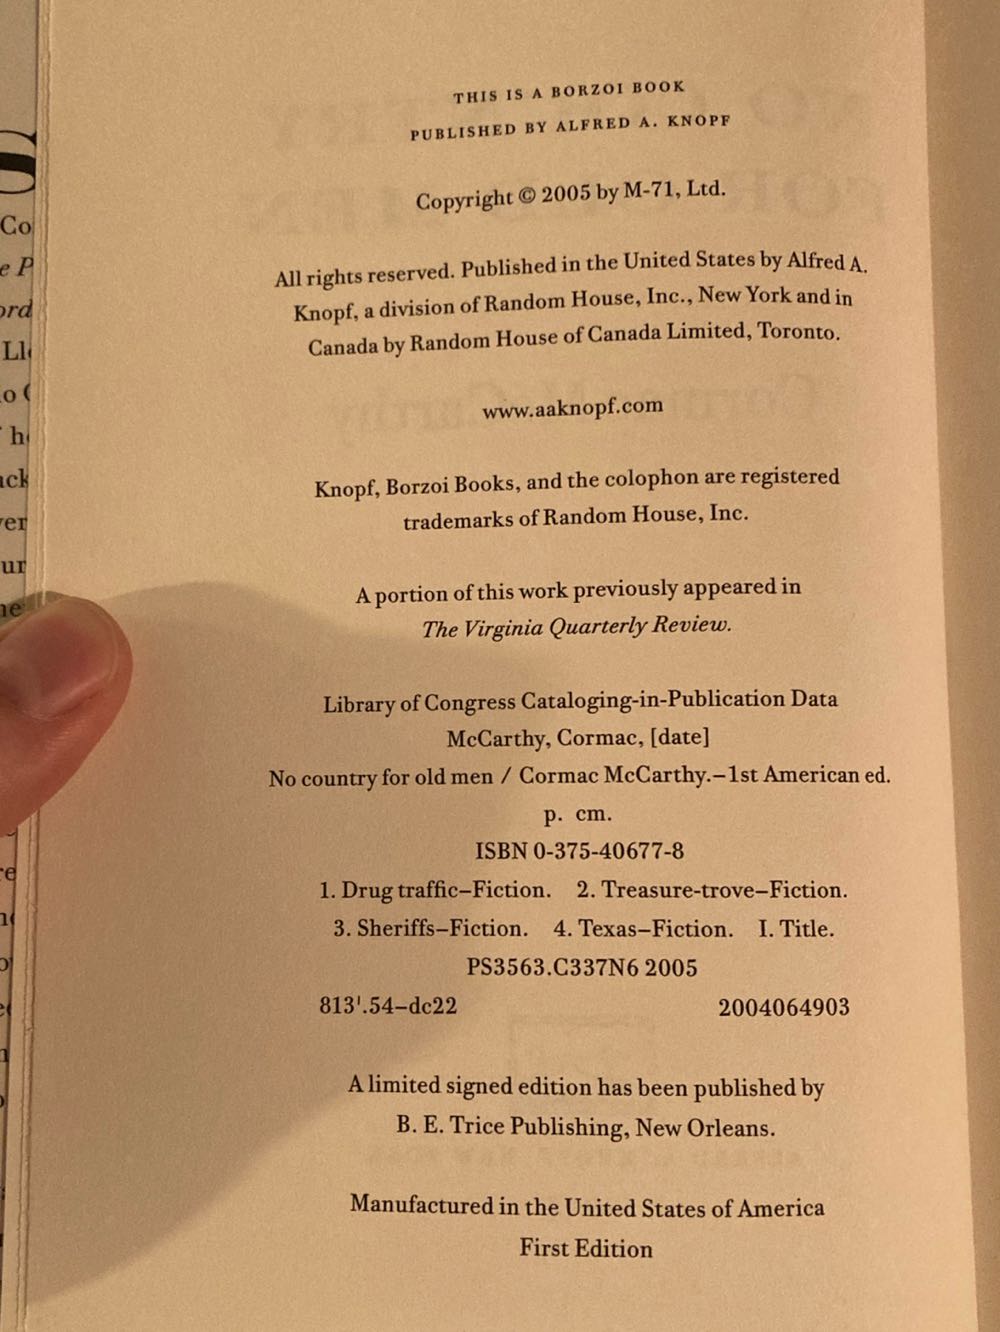 THIS IS A BORZOI BOOK
PUBLISHED BY ALFRED A. KNOPF
Copyright © 2005 by M-71, Ltd.
All rights reserved. Published in the United States by Alfred A.
Knopf, a division of Random House, Inc., New York and in
Canada by Random House of Canada Limited, Toronto.
www.aaknopf.com
Knopf, Borzoi Books, and the colophon are registered
trademarks of Random House, Inc.
A portion of this work previously appeared in
The Virginia Quarterly Review.
Library of Congress Cataloging-in-Publication Data
McCarthy, Cormac, [date]
No country for old men / Cormac McCarthy.–1st American ed.
p. cm.
ISBN 0-375-40677-8
1. Drug traffic–Fiction. 2. Treasure-trove–Fiction.
3. Sheriffs–Fiction. 4. Texas–Fiction. I. Title.
PS3563.C337N6 2005
813'.54–dc22 2004064903
A limited signed edition has been published by
B. E. Trice Publishing, New Orleans.
Manufactured in the United States of America
First Edition